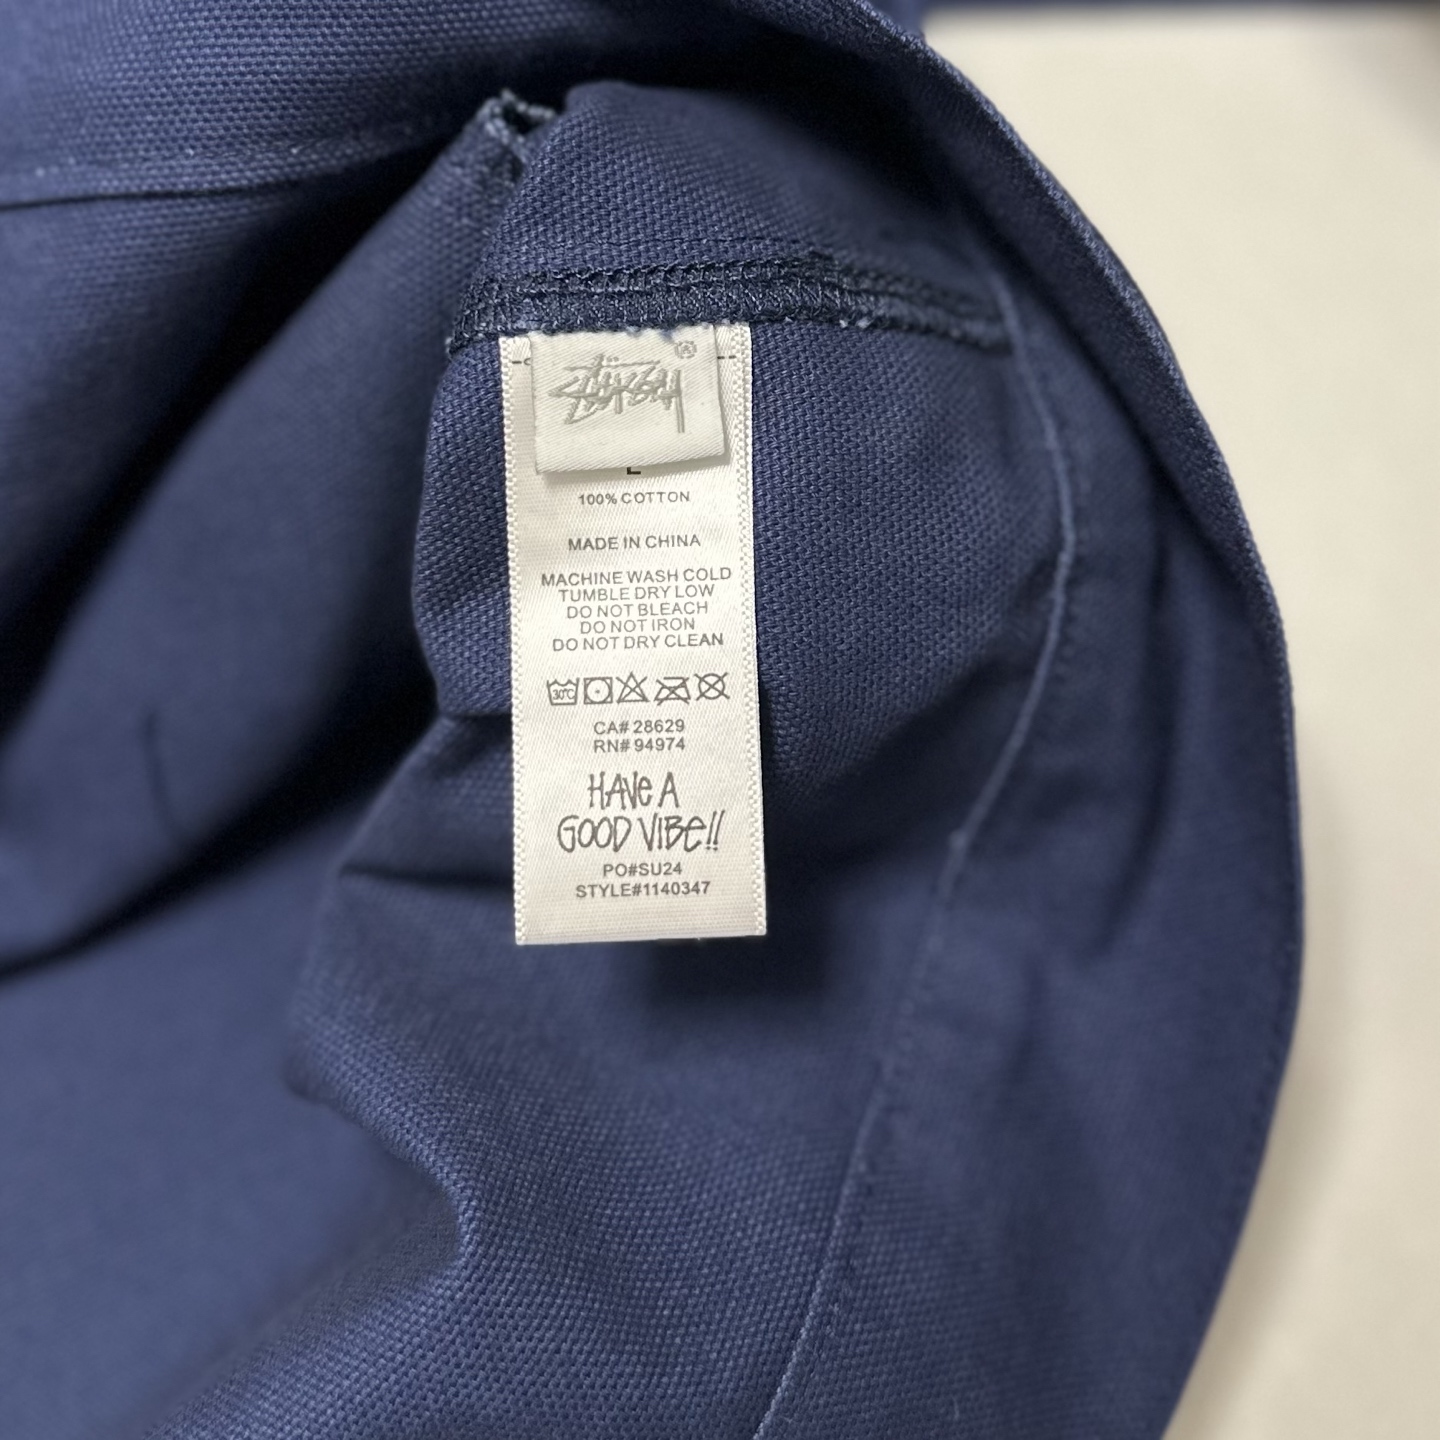 STÜSSY
L
100% COTTON
MADE IN CHINA
MACHINE WASH COLD
TUMBLE DRY LOW
DO NOT BLEACH
DO NOT IRON
DO NOT DRY CLEAN
30°C
CA# 28629
RN# 94974
HAVE A
GOOD VIBE!!
PO#SU24
STYLE#1140347